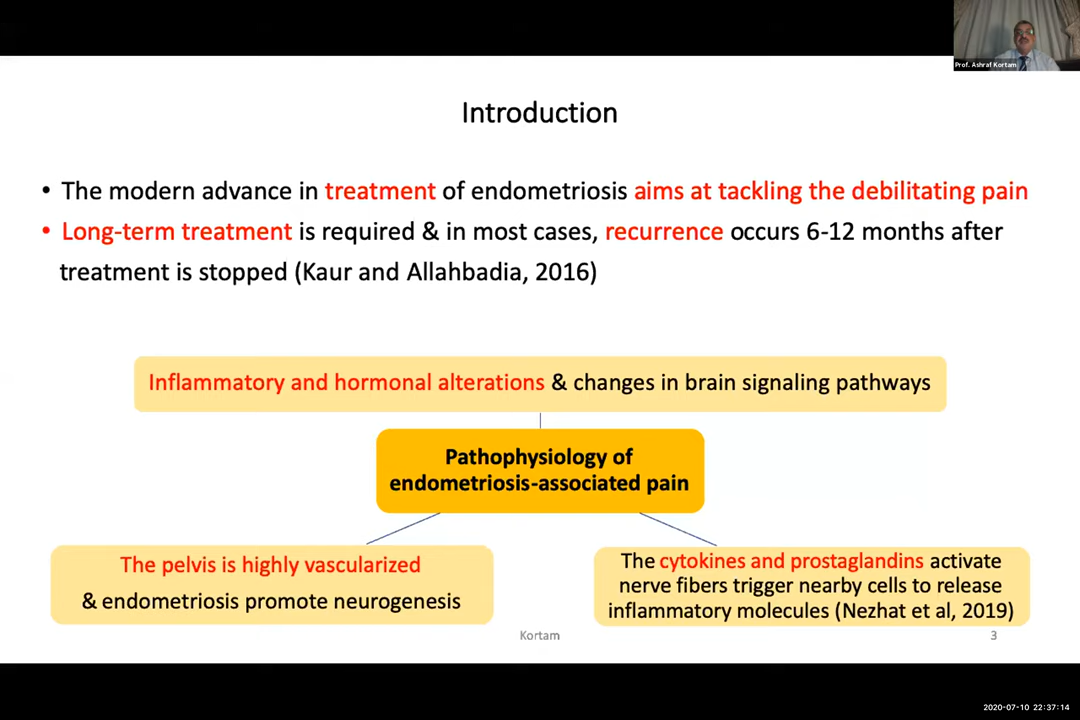 Prof. Ashraf Kortam
Introduction
• The modern advance in treatment of endometriosis aims at tackling the debilitating pain
• Long-term treatment is required & in most cases, recurrence occurs 6-12 months after
treatment is stopped (Kaur and Allahbadia, 2016)
Inflammatory and hormonal alterations & changes in brain signaling pathways
Pathophysiology of
endometriosis-associated pain
The pelvis is highly vascularized
& endometriosis promote neurogenesis
The cytokines and prostaglandins activate
nerve fibers trigger nearby cells to release
inflammatory molecules (Nezhat et al, 2019)
Kortam
3
2020-07-10 22:37:14